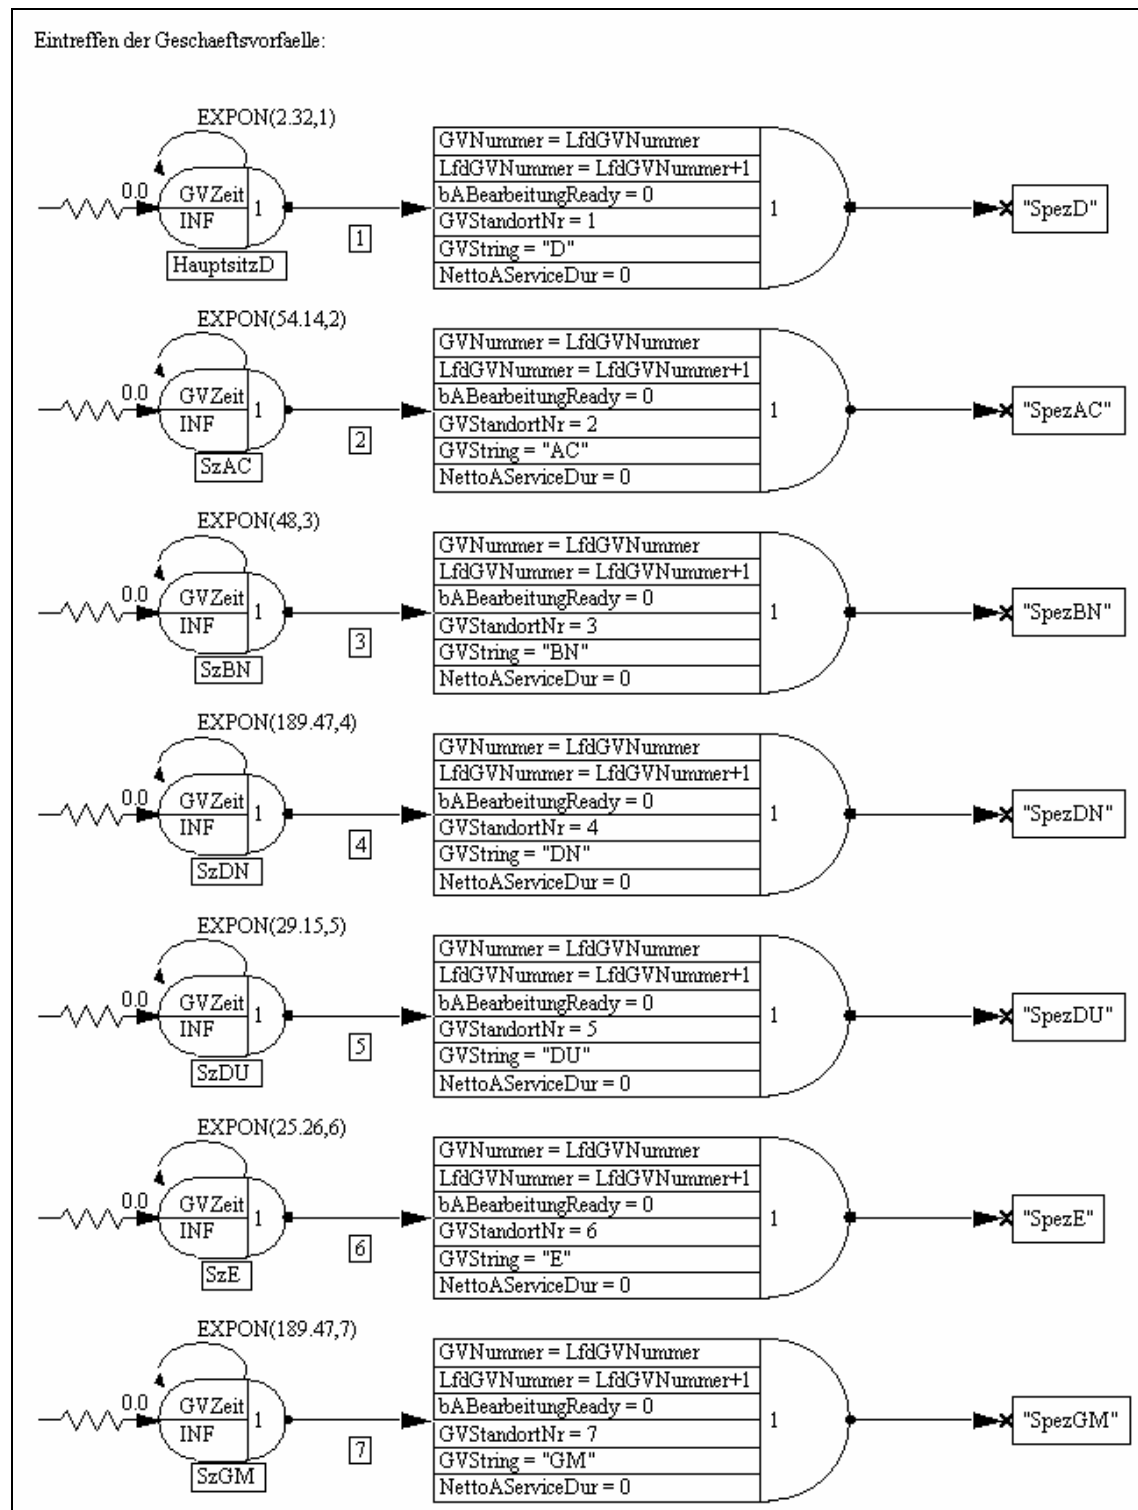 Eintreffen der Geschaeftsvorfaelle:
EXPON(2.32,1)
0.0
GVZeit
INF
1
HauptsitzD
1
GVNummer = LfdGVNummer
LfdGVNummer = LfdGVNummer+1
bABearbeitungReady = 0
GVStandortNr = 1
GVString = "D"
NettoAServiceDur = 0
1
"SpezD"
EXPON(54.14,2)
0.0
GVZeit
INF
1
SzAC
2
GVNummer = LfdGVNummer
LfdGVNummer = LfdGVNummer+1
bABearbeitungReady = 0
GVStandortNr = 2
GVString = "AC"
NettoAServiceDur = 0
1
"SpezAC"
EXPON(48,3)
0.0
GVZeit
INF
1
SzBN
3
GVNummer = LfdGVNummer
LfdGVNummer = LfdGVNummer+1
bABearbeitungReady = 0
GVStandortNr = 3
GVString = "BN"
NettoAServiceDur = 0
1
"SpezBN"
EXPON(189.47,4)
0.0
GVZeit
INF
1
SzDN
4
GVNummer = LfdGVNummer
LfdGVNummer = LfdGVNummer+1
bABearbeitungReady = 0
GVStandortNr = 4
GVString = "DN"
NettoAServiceDur = 0
1
"SpezDN"
EXPON(29.15,5)
0.0
GVZeit
INF
1
SzDU
5
GVNummer = LfdGVNummer
LfdGVNummer = LfdGVNummer+1
bABearbeitungReady = 0
GVStandortNr = 5
GVString = "DU"
NettoAServiceDur = 0
1
"SpezDU"
EXPON(25.26,6)
0.0
GVZeit
INF
1
SzE
6
GVNummer = LfdGVNummer
LfdGVNummer = LfdGVNummer+1
bABearbeitungReady = 0
GVStandortNr = 6
GVString = "E"
NettoAServiceDur = 0
1
"SpezE"
EXPON(189.47,7)
0.0
GVZeit
INF
1
SzGM
7
GVNummer = LfdGVNummer
LfdGVNummer = LfdGVNummer+1
bABearbeitungReady = 0
GVStandortNr = 7
GVString = "GM"
NettoAServiceDur = 0
1
"SpezGM"